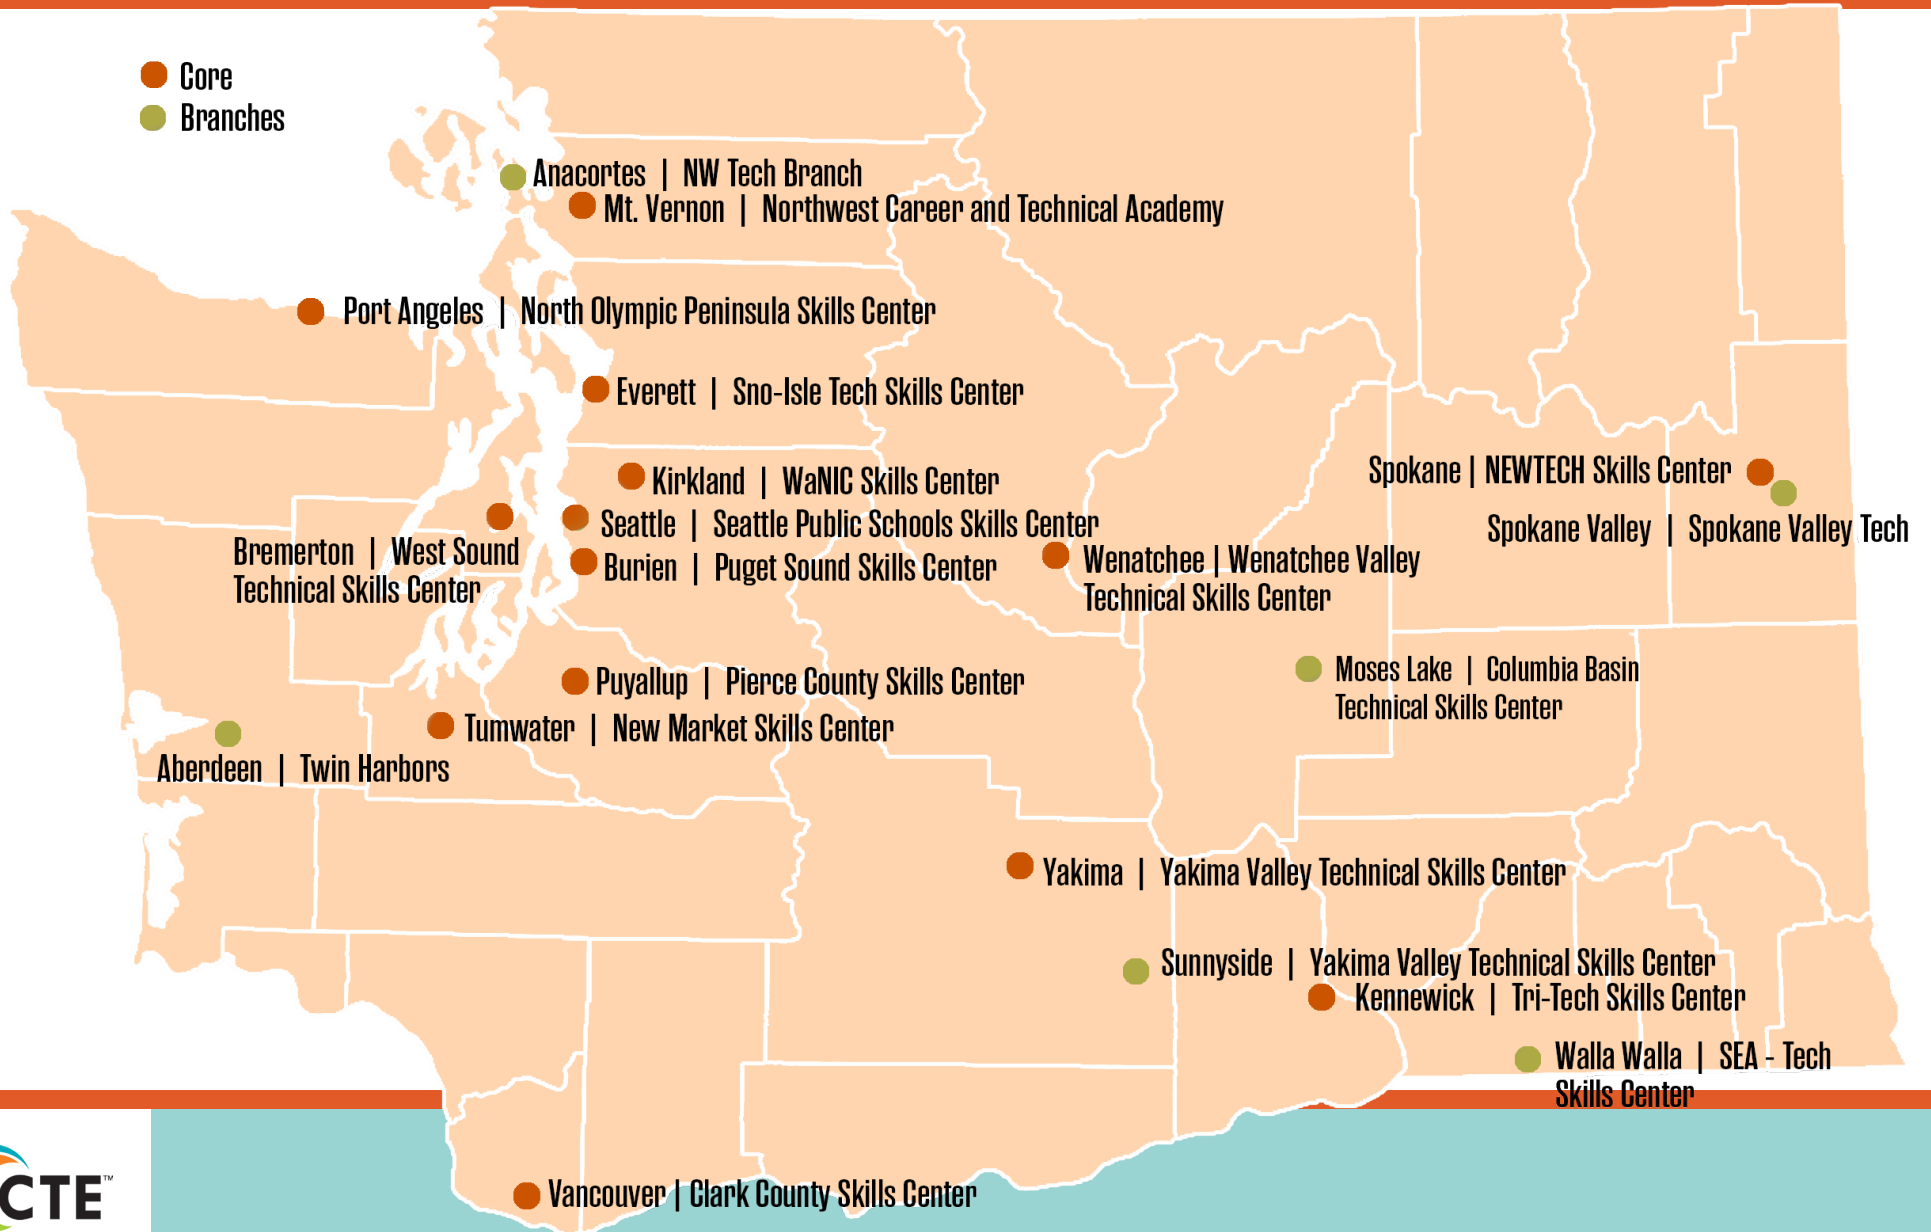 Core
Branches
Anacortes | NW Tech Branch
Mt. Vernon | Northwest Career and Technical Academy
Port Angeles | North Olympic Peninsula Skills Center
Everett | Sno-Isle Tech Skills Center
Kirkland | WaNIC Skills Center
Seattle | Seattle Public Schools Skills Center
Bremerton | West Sound
Technical Skills Center
Burien | Puget Sound Skills Center
Wenatchee | Wenatchee Valley
Technical Skills Center
Spokane | NEWTECH Skills Center
Spokane Valley | Spokane Valley Tech
Moses Lake | Columbia Basin
Technical Skills Center
Puyallup | Pierce County Skills Center
Tumwater | New Market Skills Center
Aberdeen | Twin Harbors
Yakima | Yakima Valley Technical Skills Center
Sunnyside | Yakima Valley Technical Skills Center
Kennewick | Tri-Tech Skills Center
Walla Walla | SEA - Tech
Skills Center
Vancouver | Clark County Skills Center
CTE™